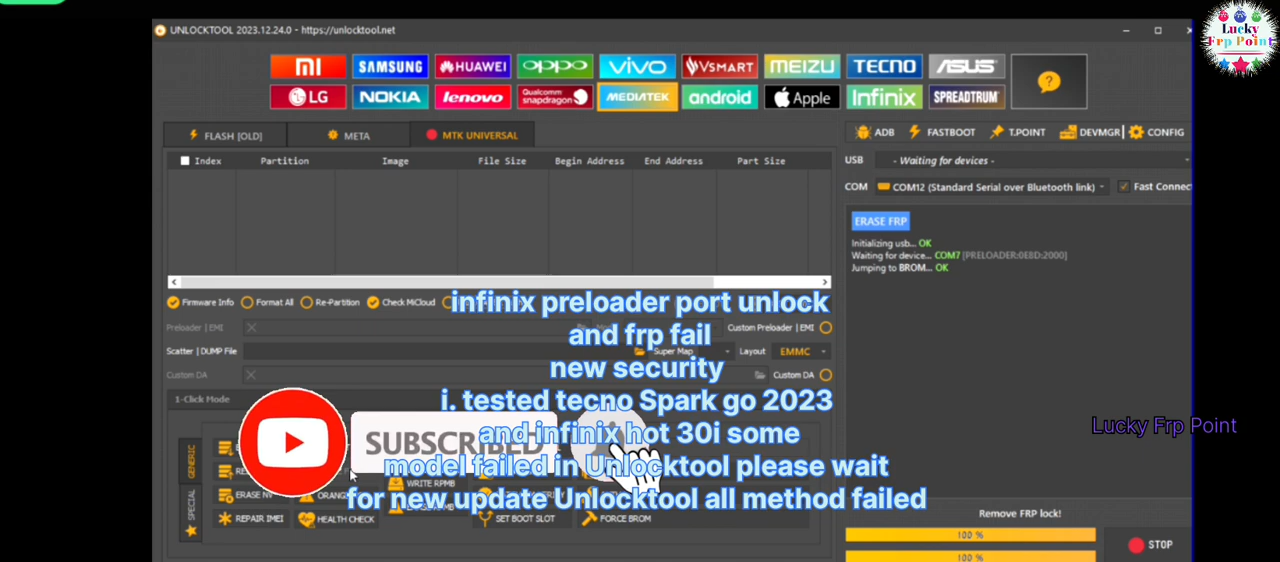 UNLOCKTOOL 2023.12.24.0 - https://unlocktool.net
Lucky
Frp Point
MI SAMSUNG HUAWEI OPPO vivo VSMART MEIZU TECNO ASUS
LG NOKIA lenovo Qualcomm snapdragon MEDIATEK android Apple Infinix SPREADTRUM
?
FLASH [OLD] META MTK UNIVERSAL
ADB FASTBOOT T.POINT DEVMGR CONFIG
Index Partition Image File Size Begin Address End Address Part Size
USB - Waiting for devices -
COM COM12 (Standard Serial over Bluetooth link) Fast Connect
ERASE FRP
Initializing usb... OK
Waiting for device... COM7 [PRELOADER:0E8D:2000]
Jumping to BROM... OK
Firmware Info Format All Re-Partition Check MiCloud
Preloader | EMI Custom Preloader | EMI
Scatter | DUMP File Super Map Layout EMMC
Custom DA Custom DA
1-Click Mode
infinix preloader port unlock
and frp fail
new security
i. tested tecno Spark go 2023
and infinix hot 30i some
model failed in Unlocktool please wait
for new update Unlocktool all method failed
SUBSCRIBED
Lucky Frp Point
GENERIC
SPECIAL
WRITE RPMB
ERASE NV ORANGE
REPAIR IMEI HEALTH CHECK SET BOOT SLOT FORCE BROM
Remove FRP lock!
100 %
100 %
STOP